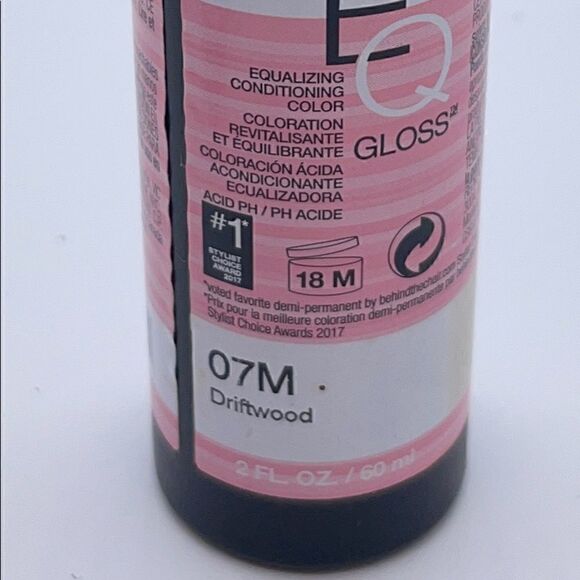 E
Q
GLOSS™
EQUALIZING
CONDITIONING
COLOR
COLORATION
REVITALISANTE
ET ÉQUILIBRANTE
COLORACIÓN ÁCIDA
ACONDICIONANTE
ECUALIZADORA
ACID PH / PH ACIDE
#1*
STYLIST
CHOICE
AWARD
2017
18 M
*voted favorite demi-permanent by behindthechair.com
*Prix pour la meilleure coloration demi-permanente par
Stylist Choice Awards 2017
07M
Driftwood
2 FL. OZ. / 60 ml